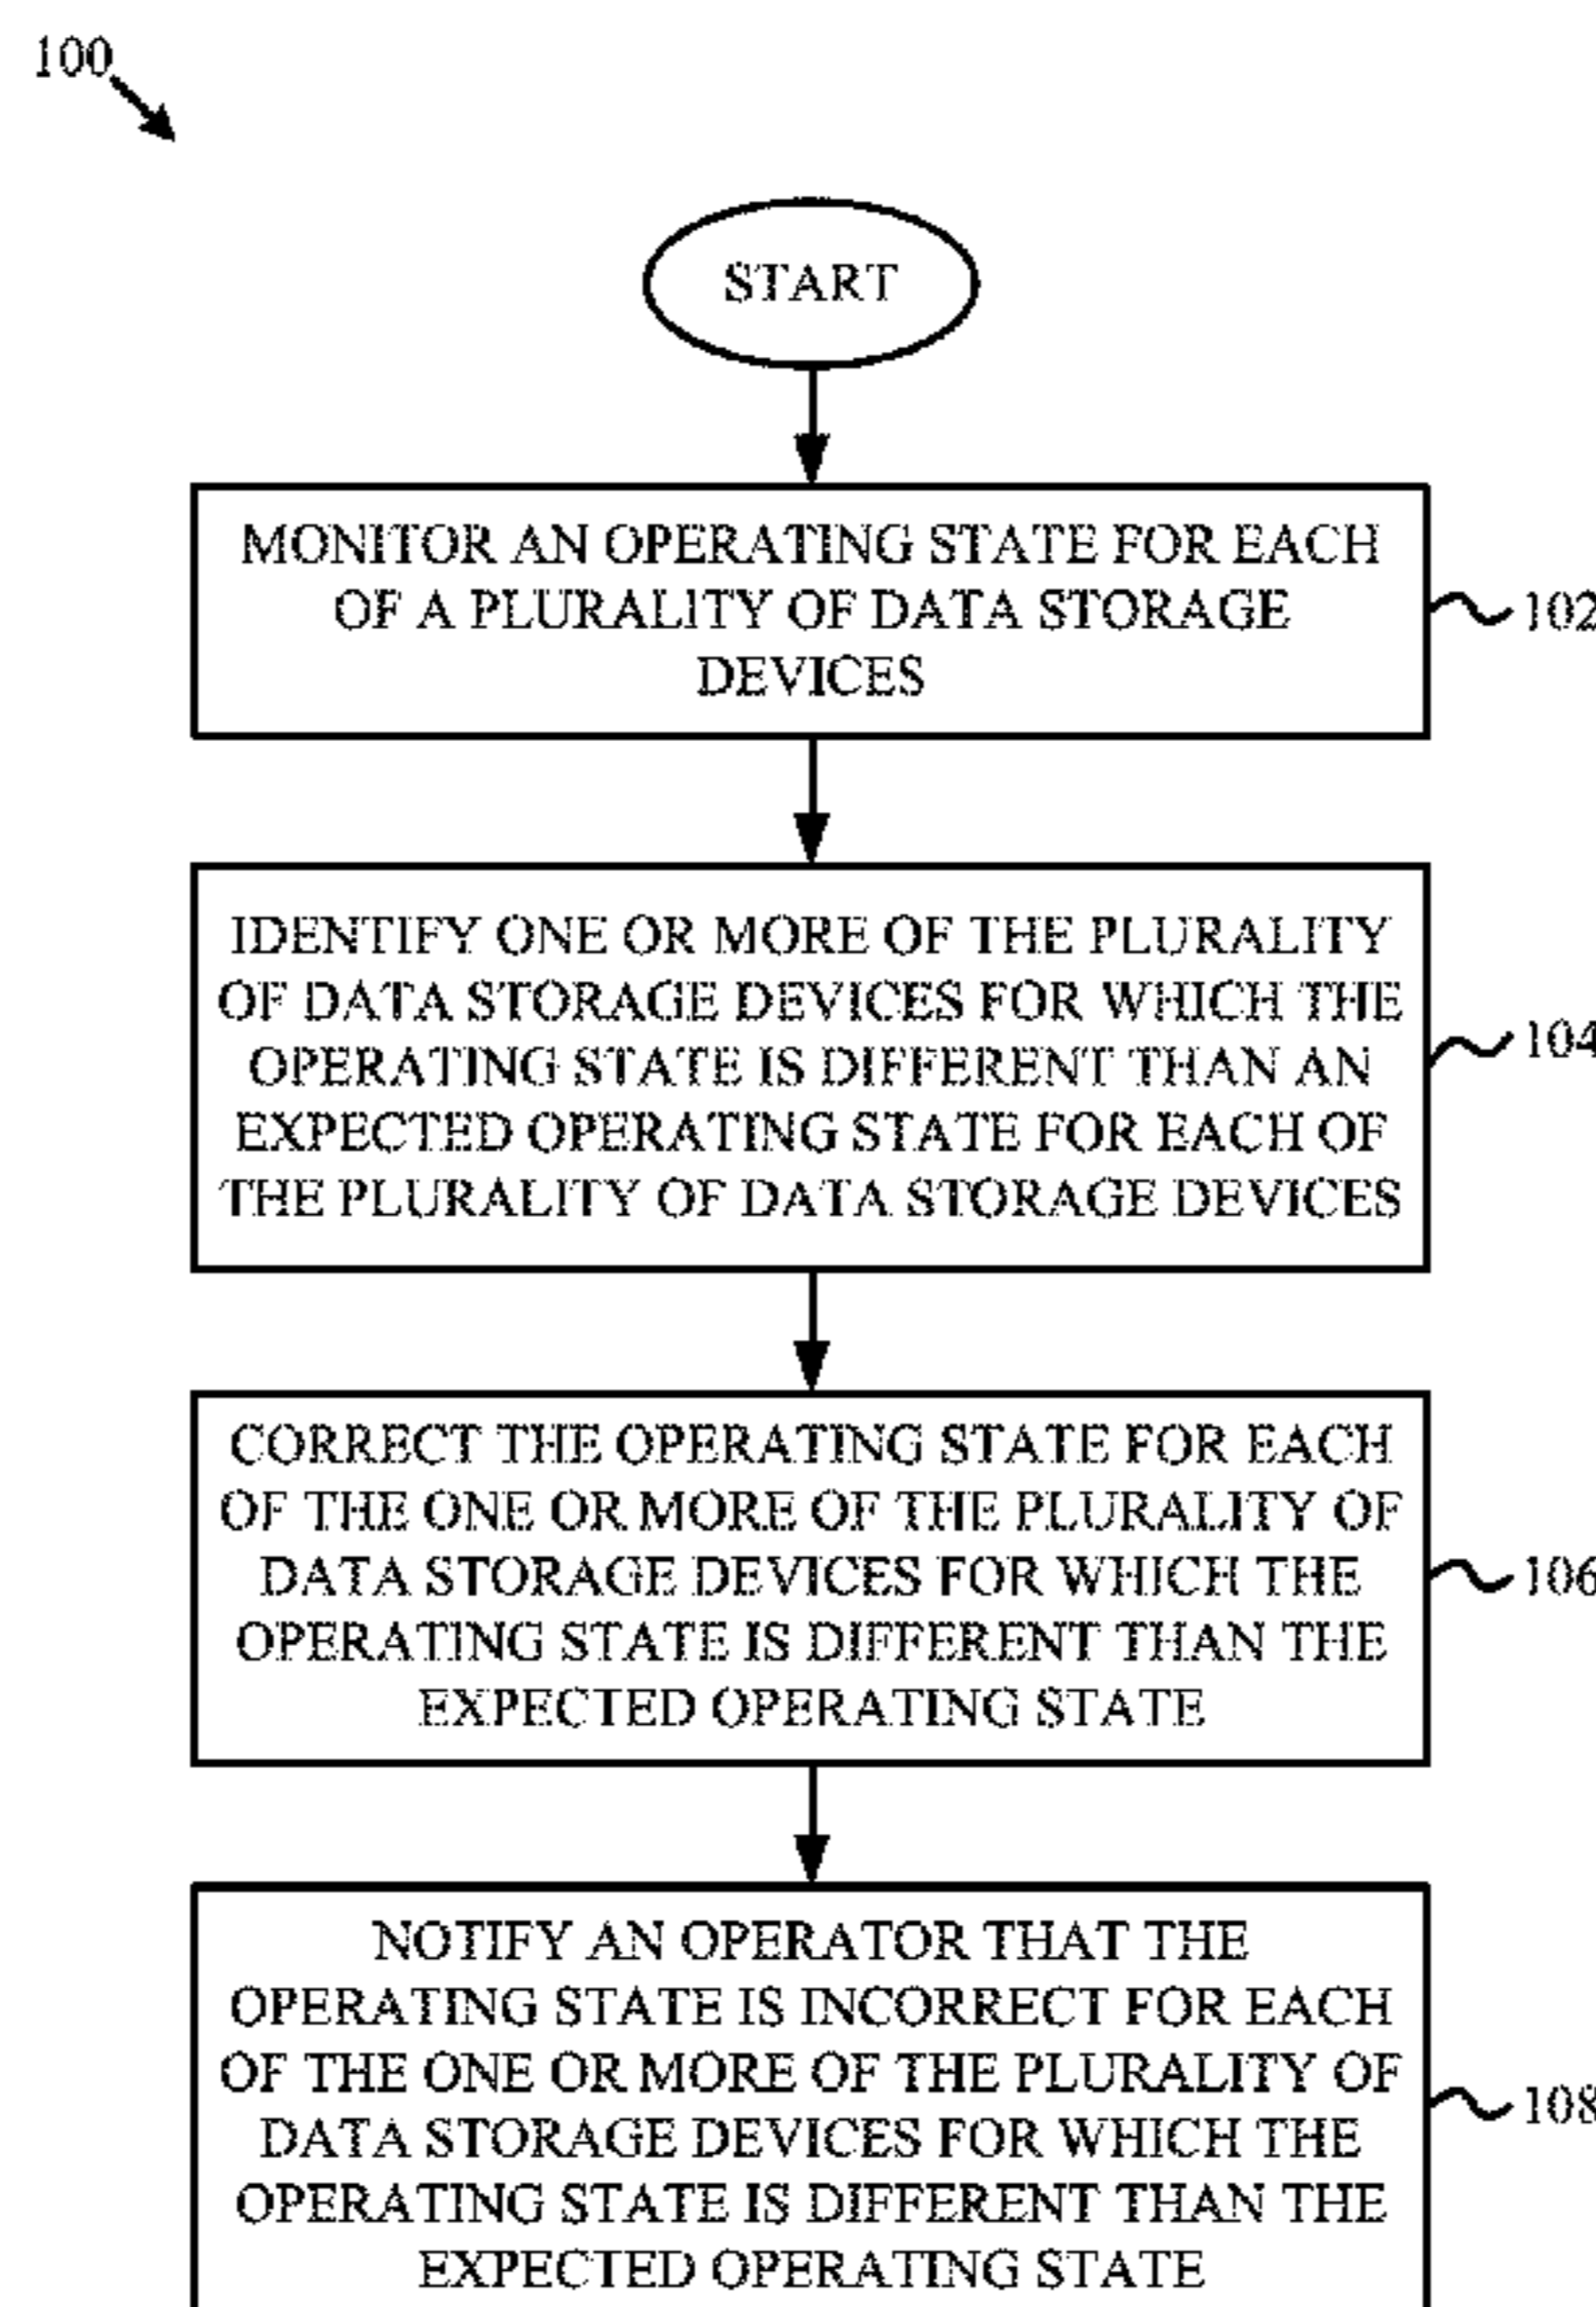 100
START
MONITOR AN OPERATING STATE FOR EACH
OF A PLURALITY OF DATA STORAGE
DEVICES
102
IDENTIFY ONE OR MORE OF THE PLURALITY
OF DATA STORAGE DEVICES FOR WHICH THE
OPERATING STATE IS DIFFERENT THAN AN
EXPECTED OPERATING STATE FOR EACH OF
THE PLURALITY OF DATA STORAGE DEVICES
104
CORRECT THE OPERATING STATE FOR EACH
OF THE ONE OR MORE OF THE PLURALITY OF
DATA STORAGE DEVICES FOR WHICH THE
OPERATING STATE IS DIFFERENT THAN THE
EXPECTED OPERATING STATE
106
NOTIFY AN OPERATOR THAT THE
OPERATING STATE IS INCORRECT FOR EACH
OF THE ONE OR MORE OF THE PLURALITY OF
DATA STORAGE DEVICES FOR WHICH THE
OPERATING STATE IS DIFFERENT THAN THE
EXPECTED OPERATING STATE
108